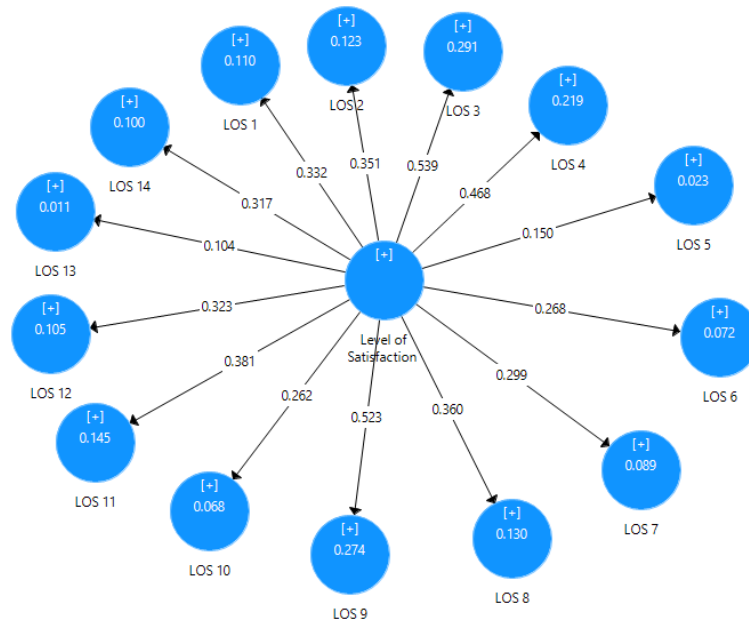 [+]
0.110
LOS 1
[+]
0.123
LOS 2
[+]
0.291
LOS 3
[+]
0.219
LOS 4
[+]
0.023
LOS 5
[+]
0.072
LOS 6
[+]
0.089
LOS 7
[+]
0.130
LOS 8
[+]
0.274
LOS 9
[+]
0.068
LOS 10
[+]
0.145
LOS 11
[+]
0.105
LOS 12
[+]
0.011
LOS 13
[+]
0.100
LOS 14
0.332
0.351
0.539
0.468
0.150
0.268
0.299
0.360
0.523
0.262
0.381
0.323
0.104
0.317
[+]
Level of
Satisfaction